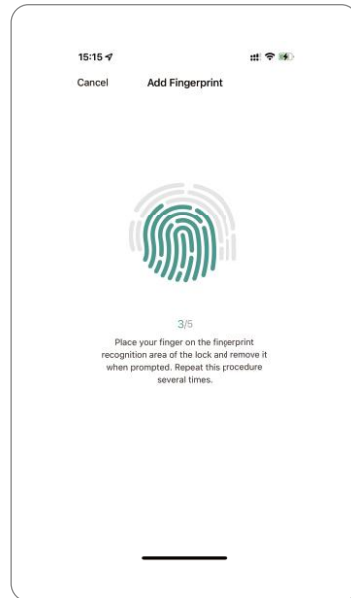 15:15
Cancel Add Fingerprint
3/5
Place your finger on the fingerprint
recognition area of the lock and remove it
when prompted. Repeat this procedure
several times.